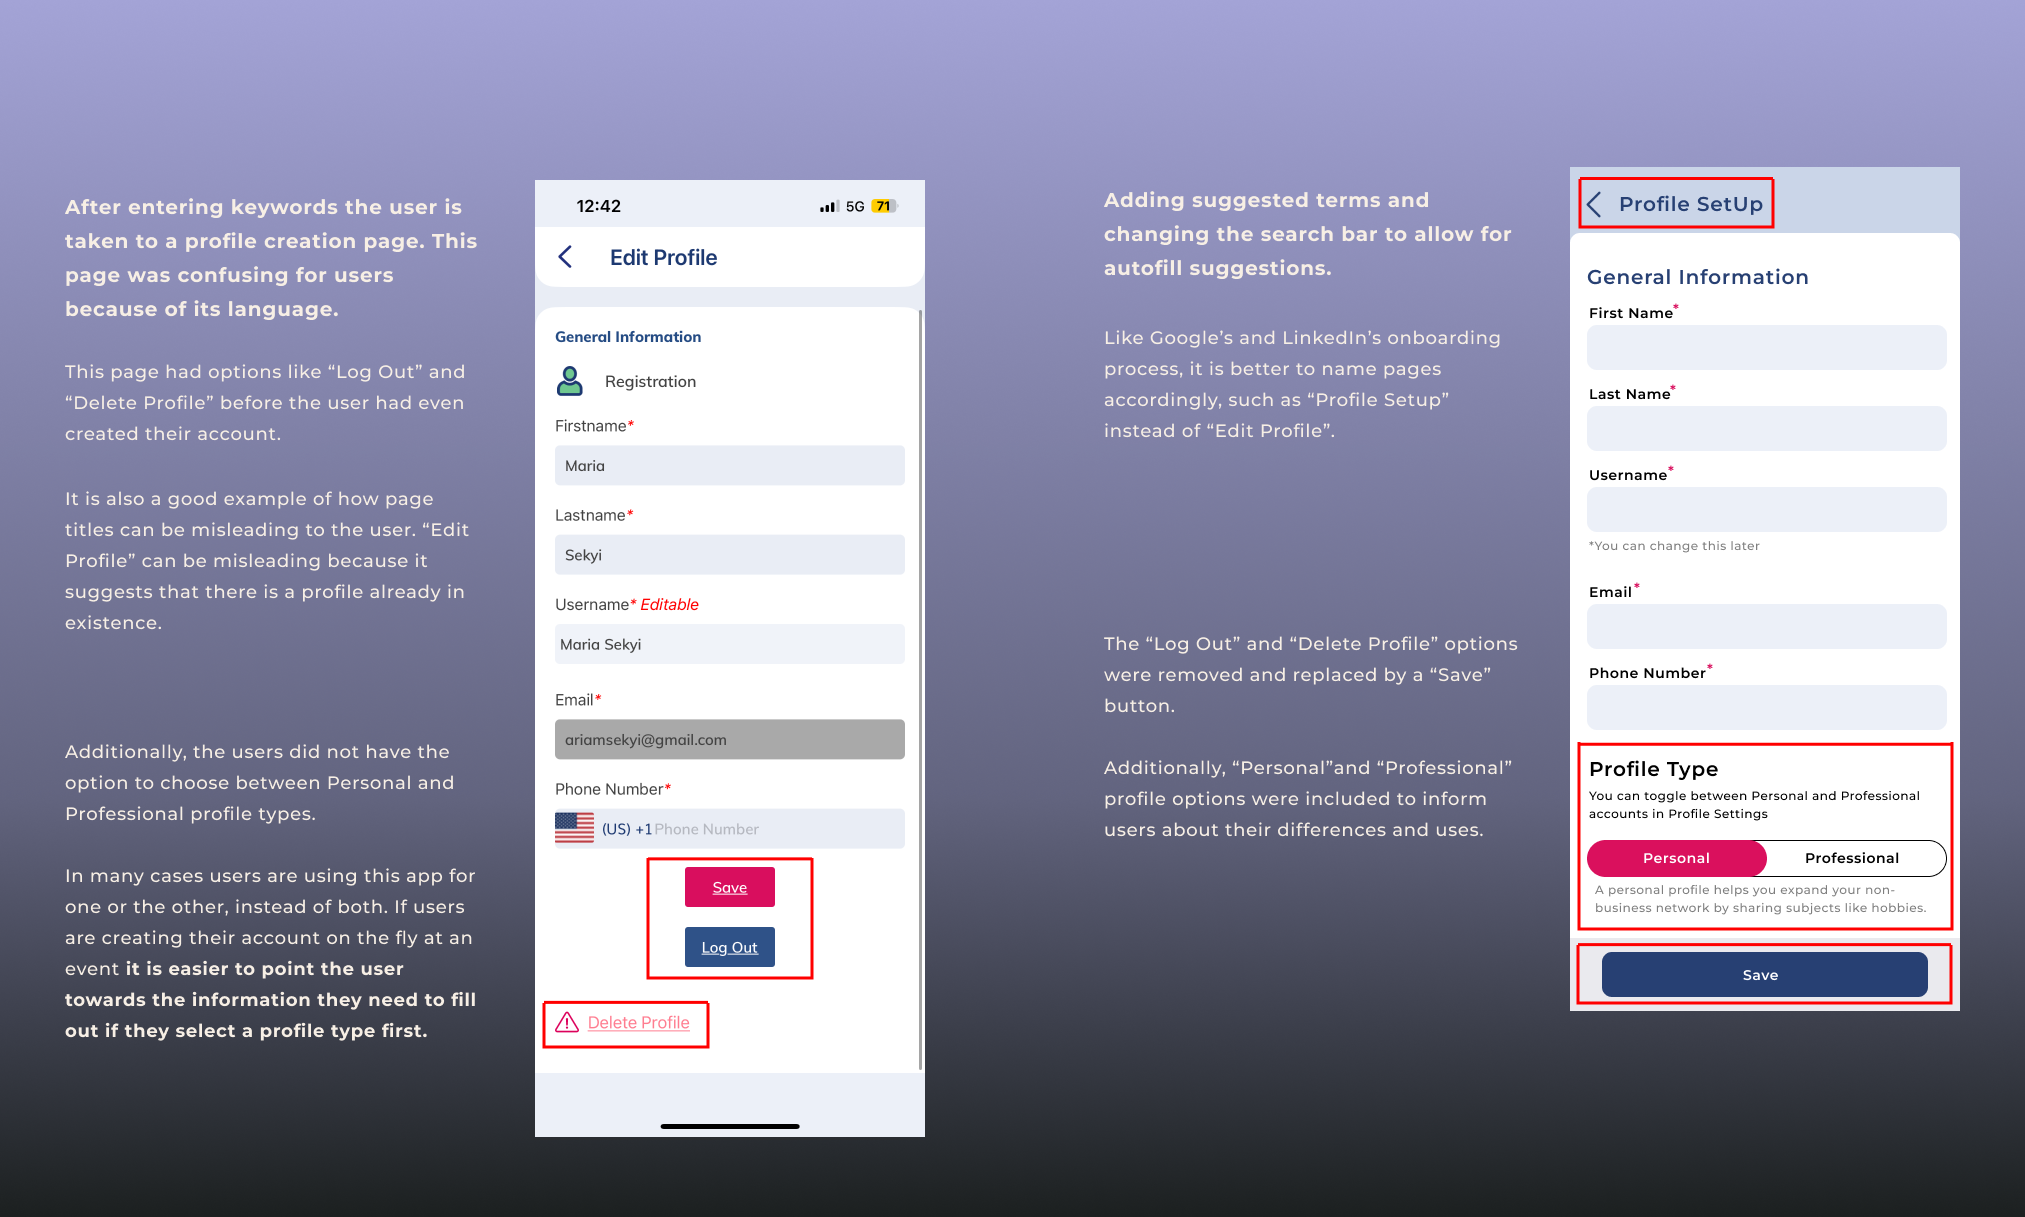 After entering keywords the user is
taken to a profile creation page. This
page was confusing for users
because of its language.
This page had options like “Log Out” and
“Delete Profile” before the user had even
created their account.
It is also a good example of how page
titles can be misleading to the user. “Edit
Profile” can be misleading because it
suggests that there is a profile already in
existence.
Additionally, the users did not have the
option to choose between Personal and
Professional profile types.
In many cases users are using this app for
one or the other, instead of both. If users
are creating their account on the fly at an
event it is easier to point the user
towards the information they need to fill
out if they select a profile type first.
12:42
5G 71
Edit Profile
General Information
Registration
Firstname*
Maria
Lastname*
Sekyi
Username* Editable
Maria Sekyi
Email*
ariamsekyi@gmail.com
Phone Number*
(US) +1 Phone Number
Save
Log Out
Delete Profile
Adding suggested terms and
changing the search bar to allow for
autofill suggestions.
Like Google’s and LinkedIn’s onboarding
process, it is better to name pages
accordingly, such as “Profile Setup”
instead of “Edit Profile”.
The “Log Out” and “Delete Profile” options
were removed and replaced by a “Save”
button.
Additionally, “Personal”and “Professional”
profile options were included to inform
users about their differences and uses.
Profile SetUp
General Information
First Name*
Last Name*
Username*
*You can change this later
Email*
Phone Number*
Profile Type
You can toggle between Personal and Professional
accounts in Profile Settings
Personal Professional
A personal profile helps you expand your non-
business network by sharing subjects like hobbies.
Save